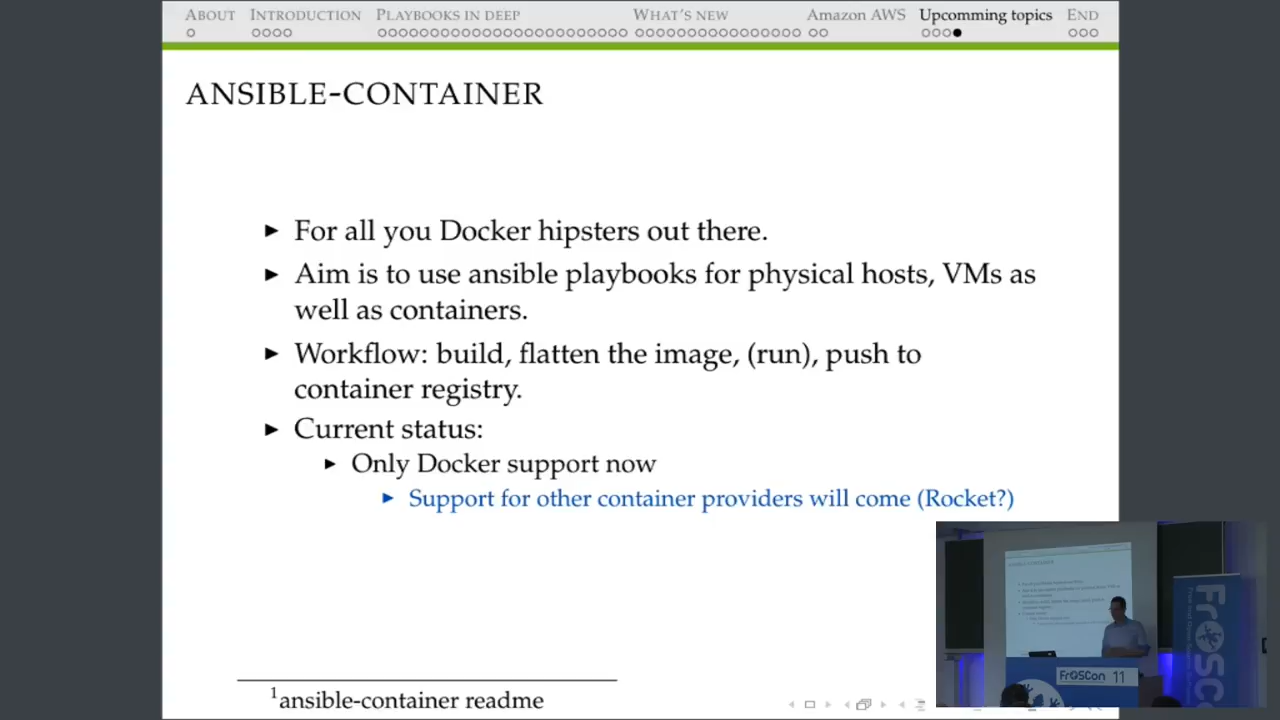 ABOUT INTRODUCTION PLAYBOOKS IN DEEP WHAT'S NEW Amazon AWS Upcomming topics END
ANSIBLE-CONTAINER
► For all you Docker hipsters out there.
► Aim is to use ansible playbooks for physical hosts, VMs as
well as containers.
► Workflow: build, flatten the image, (run), push to
container registry.
► Current status:
► Only Docker support now
► Support for other container providers will come (Rocket?)
1ansible-container readme
FrOSCon 11
FrOSCon